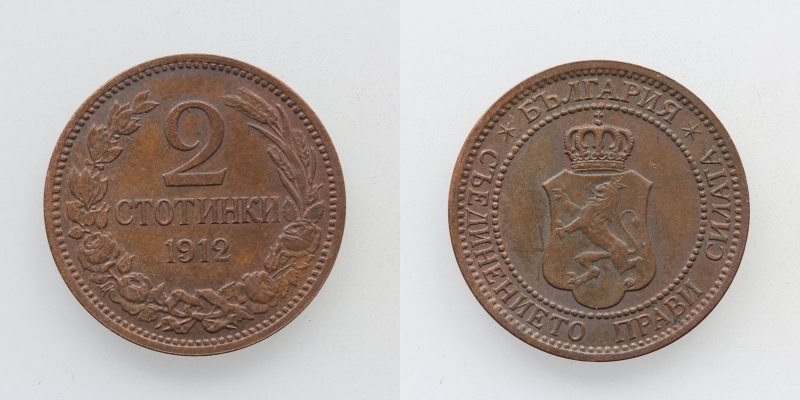 2
СТОТИНКИ
1912
* БЪЛГАРИЯ *
СЪЕДИНЕНИЕТО ПРАВИ СИЛАТА